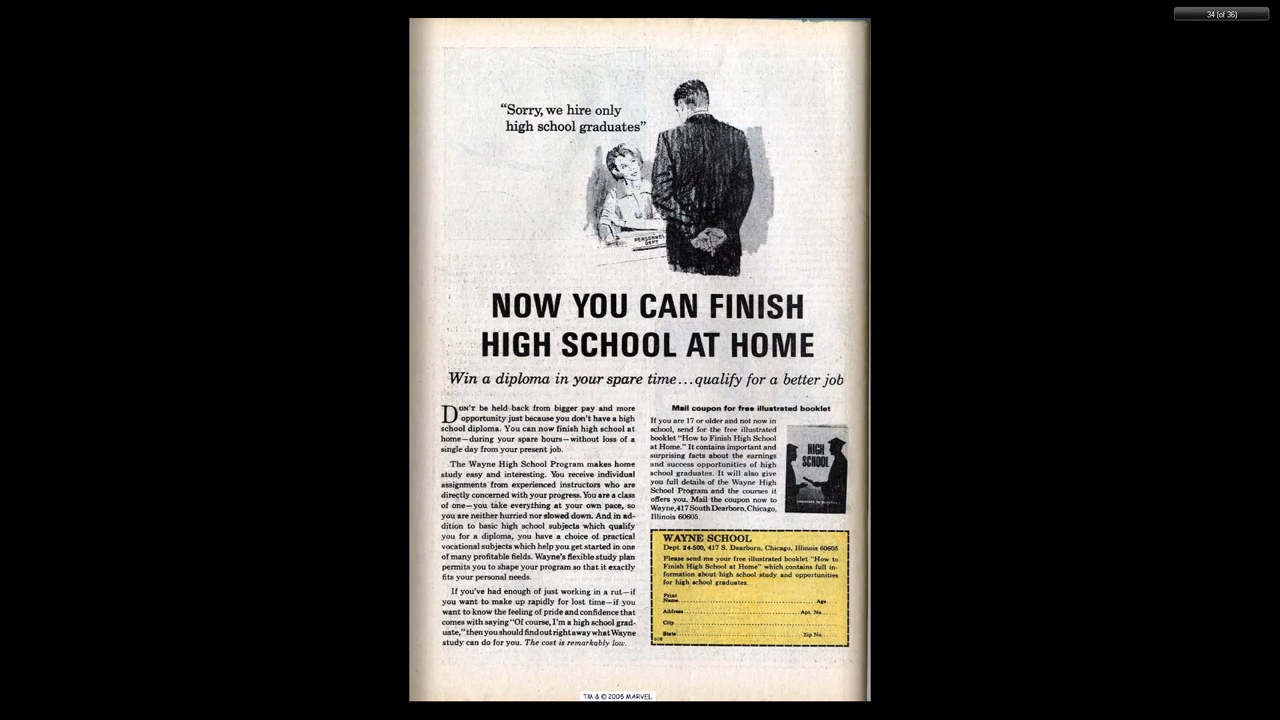 34 (of 36)
“Sorry, we hire only
high school graduates”
PERSONNEL
DEPT
NOW YOU CAN FINISH
HIGH SCHOOL AT HOME
Win a diploma in your spare time...qualify for a better job
DON'T be held back from bigger pay and more
opportunity just because you don't have a high
school diploma. You can now finish high school at
home—during your spare hours—without loss of a
single day from your present job.
The Wayne High School Program makes home
study easy and interesting. You receive individual
assignments from experienced instructors who are
directly concerned with your progress. You are a class
of one—you take everything at your own pace, so
you are neither hurried nor slowed down. And in ad-
dition to basic high school subjects which qualify
you for a diploma, you have a choice of practical
vocational subjects which help you get started in one
of many profitable fields. Wayne's flexible study plan
permits you to shape your program so that it exactly
fits your personal needs.
If you've had enough of just working in a rut—if
you want to make up rapidly for lost time—if you
want to know the feeling of pride and confidence that
comes with saying “Of course, I'm a high school grad-
uate,” then you should find out right away what Wayne
study can do for you. The cost is remarkably low.
Mail coupon for free illustrated booklet
If you are 17 or older and not now in
school, send for the free illustrated
booklet “How to Finish High School
at Home.” It contains important and
surprising facts about the earnings
and success opportunities of high
school graduates. It will also give
you full details of the Wayne High
School Program and the courses it
offers you. Mail the coupon now to
Wayne, 417 South Dearborn, Chicago,
Illinois 60605.
HIGH
SCHOOL
WAYNE SCHOOL
Dept. 24-500, 417 S. Dearborn, Chicago, Illinois 60605
Please send me your free illustrated booklet “How to
Finish High School at Home” which contains full in-
formation about high school study and opportunities
for high school graduates.
Print
Name Age
Address Apt. No.
City
State Zip No.
TM & © 2005 MARVEL